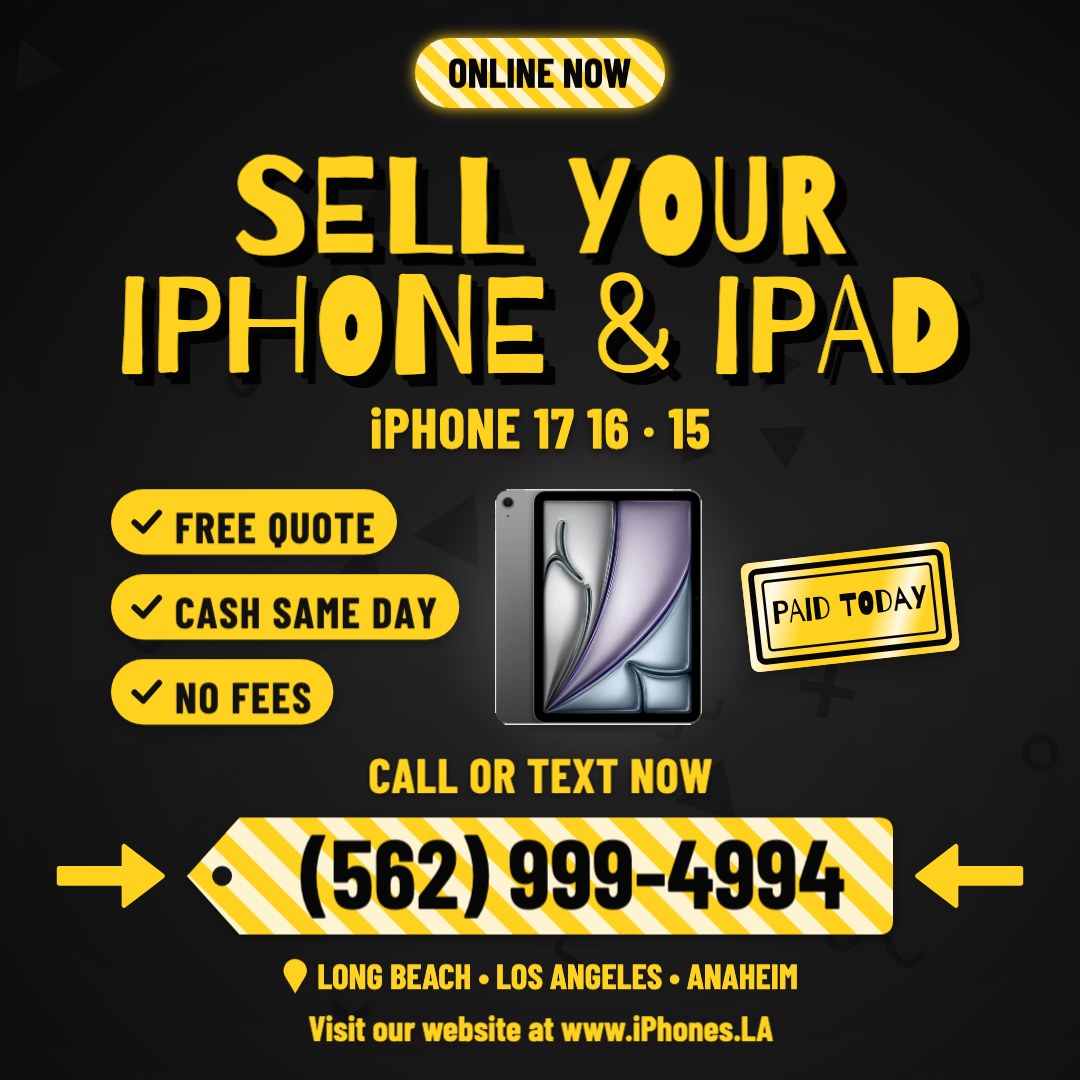 ONLINE NOW
SELL YOUR
IPHONE & IPAD
iPHONE 17 16 · 15
FREE QUOTE
CASH SAME DAY
NO FEES
PAID TODAY
CALL OR TEXT NOW
(562) 999-4994
LONG BEACH • LOS ANGELES • ANAHEIM
Visit our website at www.iPhones.LA